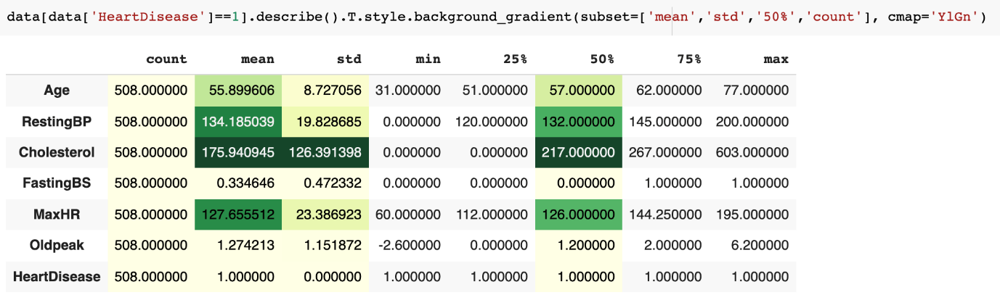 data[data['HeartDisease']==1].describe().T.style.background_gradient(subset=['mean','std','50%','count'], cmap='YlGn')
count mean std min 25% 50% 75% max
Age 508.000000 55.899606 8.727056 31.000000 51.000000 57.000000 62.000000 77.000000
RestingBP 508.000000 134.185039 19.828685 0.000000 120.000000 132.000000 145.000000 200.000000
Cholesterol 508.000000 175.940945 126.391398 0.000000 0.000000 217.000000 267.000000 603.000000
FastingBS 508.000000 0.334646 0.472332 0.000000 0.000000 0.000000 1.000000 1.000000
MaxHR 508.000000 127.655512 23.386923 60.000000 112.000000 126.000000 144.250000 195.000000
Oldpeak 508.000000 1.274213 1.151872 -2.600000 0.000000 1.200000 2.000000 6.200000
HeartDisease 508.000000 1.000000 0.000000 1.000000 1.000000 1.000000 1.000000 1.000000